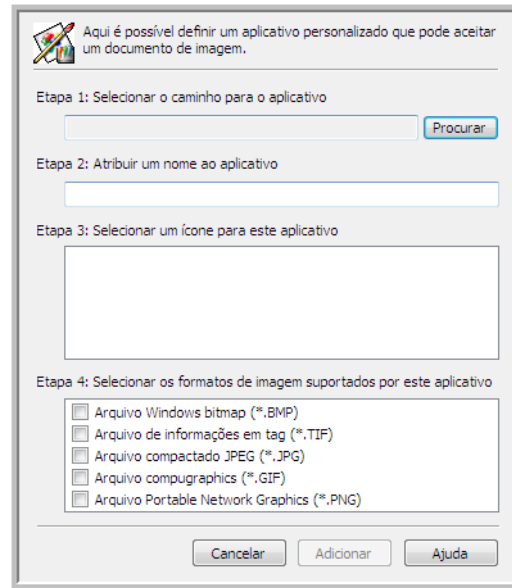 Aqui é possível definir um aplicativo personalizado que pode aceitar
um documento de imagem.
Etapa 1: Selecionar o caminho para o aplicativo
Procurar
Etapa 2: Atribuir um nome ao aplicativo
Etapa 3: Selecionar um ícone para este aplicativo
Etapa 4: Selecionar os formatos de imagem suportados por este aplicativo
Arquivo Windows bitmap (*.BMP)
Arquivo de informações em tag (*.TIF)
Arquivo compactado JPEG (*.JPG)
Arquivo compugraphics (*.GIF)
Arquivo Portable Network Graphics (*.PNG)
Cancelar Adicionar Ajuda